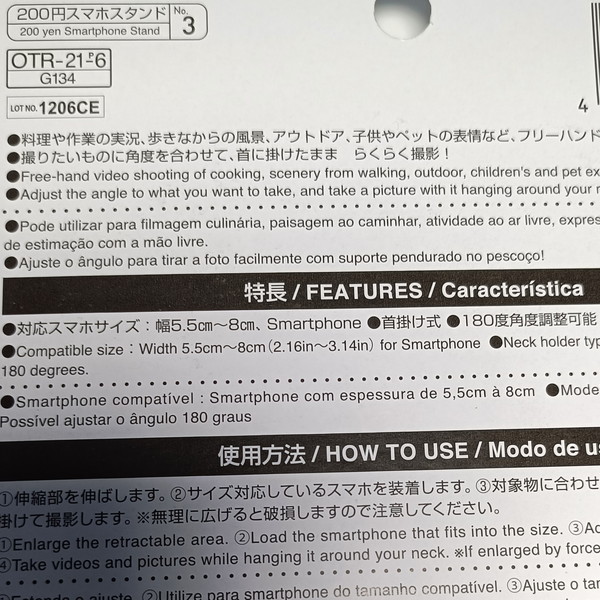 200円スマホスタンド
200 yen Smartphone Stand
No.
3
OTR-21-P6
G134
LOT NO. 1206CE
4
●料理や作業の実況、歩きながらの風景、アウトドア、子供やペットの表情など、フリーハンド
●撮りたいものに角度を合わせて、首に掛けたまま らくらく撮影！
●Free-hand video shooting of cooking, scenery from walking, outdoor, children's and pet ex
●Adjust the angle to what you want to take, and take a picture with it hanging around your
●Pode utilizar para filmagem culinária, paisagem ao caminhar, atividade ao ar livre, expres
de estimação com a mão livre.
●Ajuste o ângulo para tirar a foto facilmente com suporte pendurado no pescoço!
特長 / FEATURES / Característica
●対応スマホサイズ：幅5.5㎝～8㎝、Smartphone ●首掛け式 ●180度角度調整可能
●Compatible size : Width 5.5cm～8cm (2.16in～3.14in) for Smartphone ●Neck holder typ
180 degrees.
●Smartphone compatível : Smartphone com espessura de 5,5cm à 8cm ●Mode
Possível ajustar o ângulo 180 graus
使用方法 / HOW TO USE / Modo de us
①伸縮部を伸ばします。②サイズ対応しているスマホを装着します。③対象物に合わせ
掛けて撮影します。※無理に広げると破損しますので注意してください。
①Enlarge the retractable area. ②Load the smartphone that fits into the size. ③Ad
④Take videos and pictures while hanging it around your neck. ※If enlarged by force
①Estenda o ajuste. ②Utilize para smartphone do tamanho compatível. ③Ajuste o tam